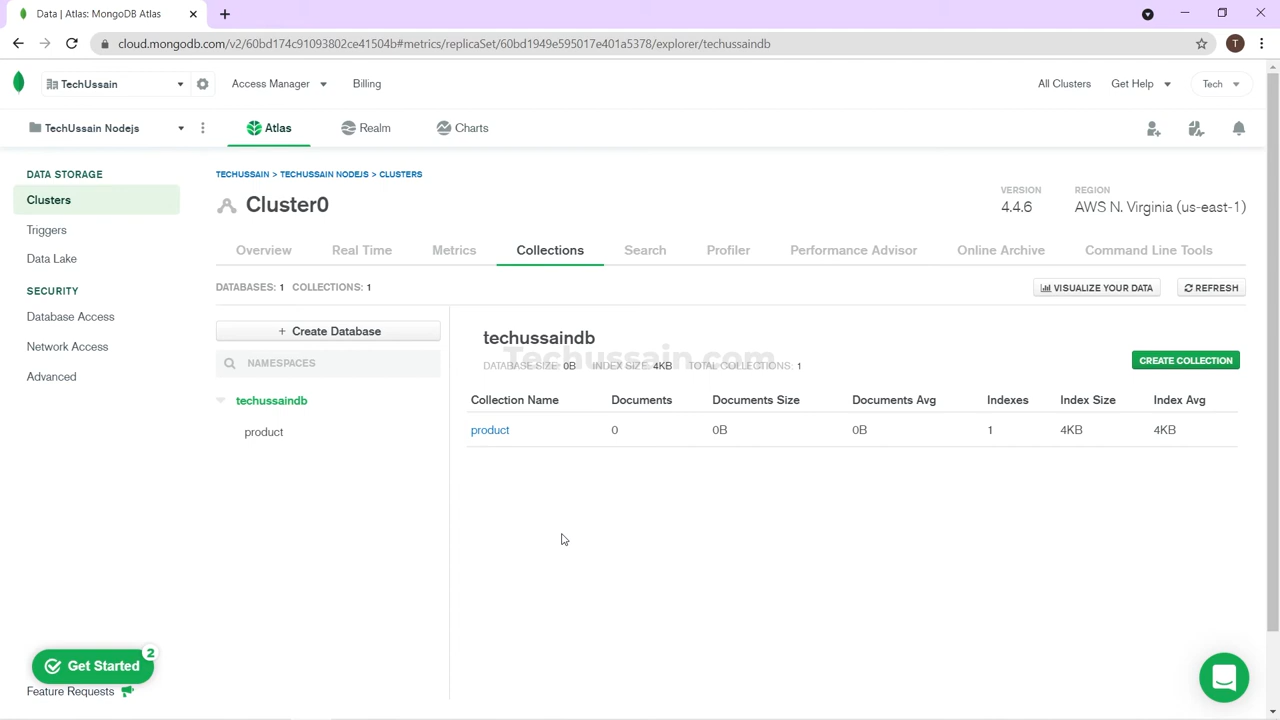 Data | Atlas: MongoDB Atlas
cloud.mongodb.com/v2/60bd174c91093802ce41504b#metrics/replicaSet/60bd1949e595017e401a5378/explorer/techussaindb
T
TechUssain
Access Manager
Billing
All Clusters
Get Help
Tech
TechUssain Nodejs
Atlas
Realm
Charts
DATA STORAGE
Clusters
Triggers
Data Lake
SECURITY
Database Access
Network Access
Advanced
TECHUSSAIN > TECHUSSAIN NODEJS > CLUSTERS
Cluster0
VERSION
4.4.6
REGION
AWS N. Virginia (us-east-1)
Overview Real Time Metrics Collections Search Profiler Performance Advisor Online Archive Command Line Tools
DATABASES: 1 COLLECTIONS: 1
VISUALIZE YOUR DATA
REFRESH
+ Create Database
NAMESPACES
techussaindb
product
techussaindb
Techussain.com
DATABASE SIZE: 0B INDEX SIZE: 4KB TOTAL COLLECTIONS: 1
CREATE COLLECTION
Collection Name Documents Documents Size Documents Avg Indexes Index Size Index Avg
product 0 0B 0B 1 4KB 4KB
Get Started
2
Feature Requests